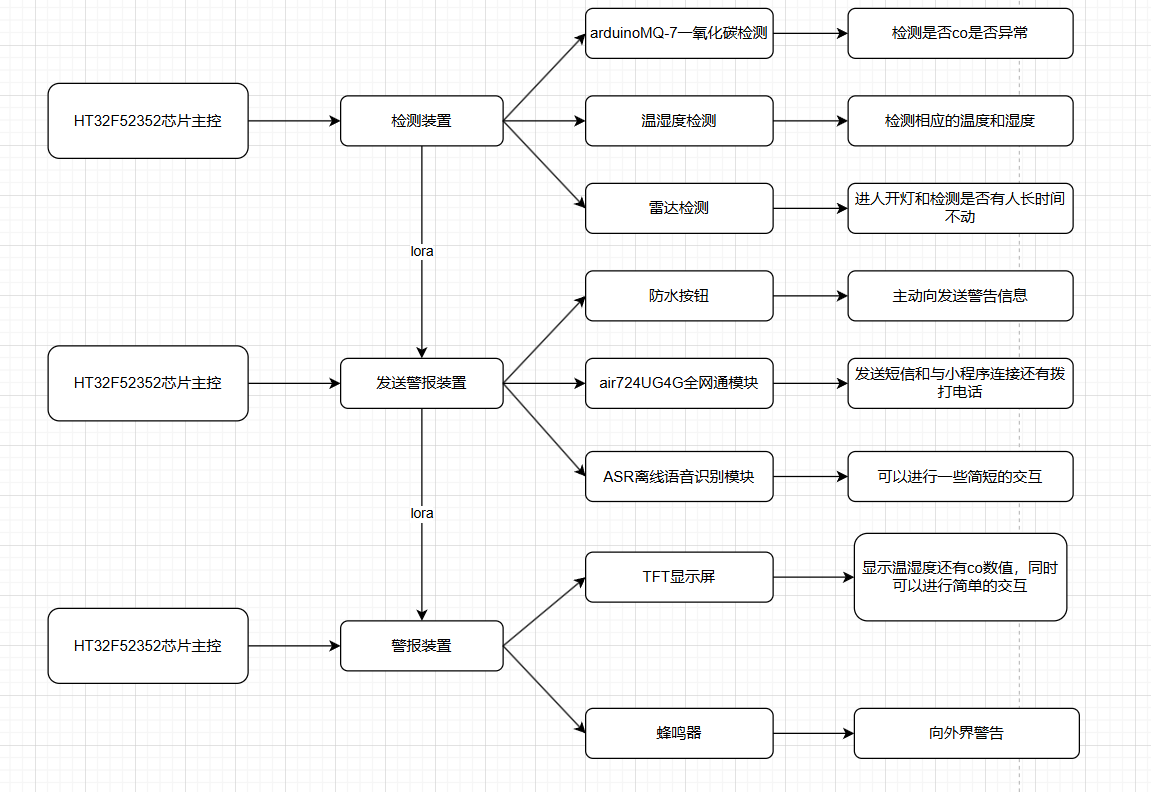 arduinoMQ-7一氧化碳检测
检测是否co是否异常
HT32F52352芯片主控
检测装置
温湿度检测
检测相应的温度和湿度
雷达检测
进人开灯和检测是否有人长时间
不动
lora
防水按钮
主动向发送警告信息
HT32F52352芯片主控
发送警报装置
air724UG4G全网通模块
发送短信和与小程序连接还有拨
打电话
ASR离线语音识别模块
可以进行一些简短的交互
lora
TFT显示屏
显示温湿度还有co数值，同时
可以进行简单的交互
HT32F52352芯片主控
警报装置
蜂鸣器
向外界警告